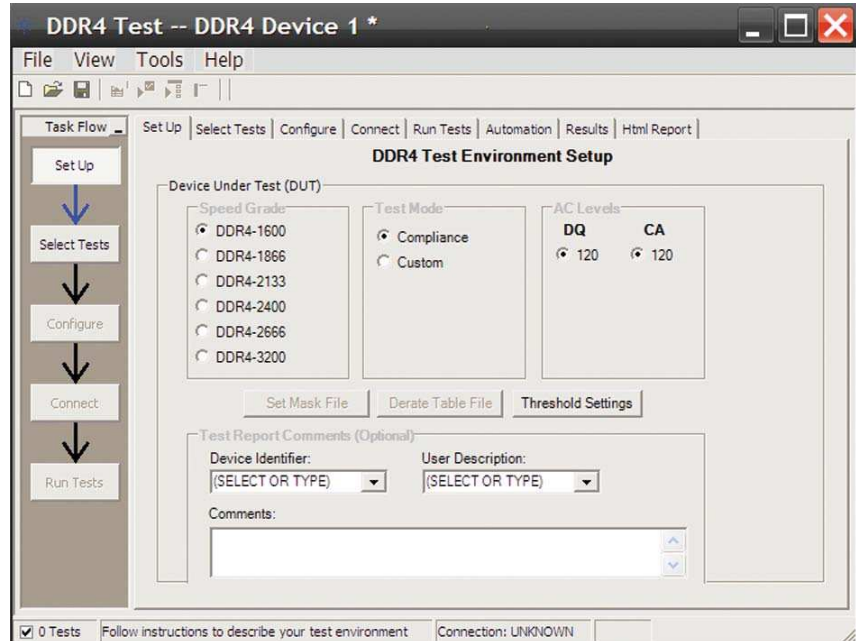 DDR4 Test -- DDR4 Device 1 *
File View Tools Help
Task Flow
Set Up
Select Tests
Configure
Connect
Run Tests
Set Up Select Tests Configure Connect Run Tests Automation Results Html Report
DDR4 Test Environment Setup
Device Under Test (DUT)
Speed Grade
DDR4-1600
DDR4-1866
DDR4-2133
DDR4-2400
DDR4-2666
DDR4-3200
Test Mode
Compliance
Custom
AC Levels
DQ CA
120 120
Set Mask File Derate Table File Threshold Settings
Test Report Comments (Optional)
Device Identifier: User Description:
(SELECT OR TYPE) (SELECT OR TYPE)
Comments:
0 Tests Follow instructions to describe your test environment Connection: UNKNOWN